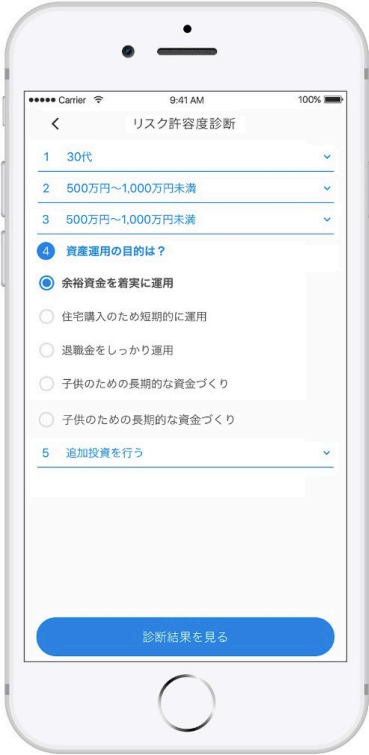 Carrier 9:41 AM 100%
リスク許容度診断
1 30代
2 500万円〜1,000万円未満
3 500万円〜1,000万円未満
4 資産運用の目的は？
余裕資金を着実に運用
住宅購入のため短期的に運用
退職金をしっかり運用
子供のための長期的な資金づくり
子供のための長期的な資金づくり
5 追加投資を行う
診断結果を見る